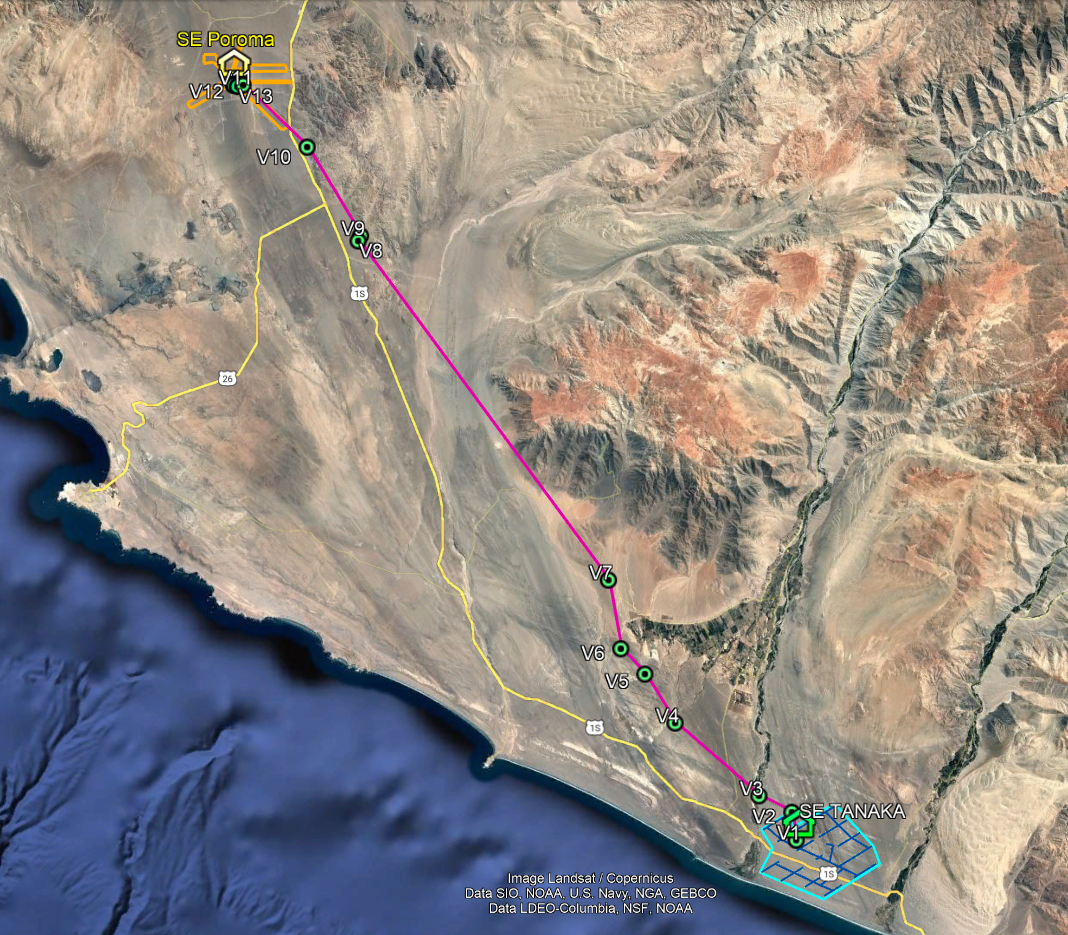 SE Poroma
V11
V12
V13
V10
V9
V8
1S
26
V7
V6
V5
V4
1S
V3
SE TANAKA
V2
V1
1S
Image Landsat / Copernicus
Data SIO, NOAA, U.S. Navy, NGA, GEBCO
Data LDEO-Columbia, NSF, NOAA